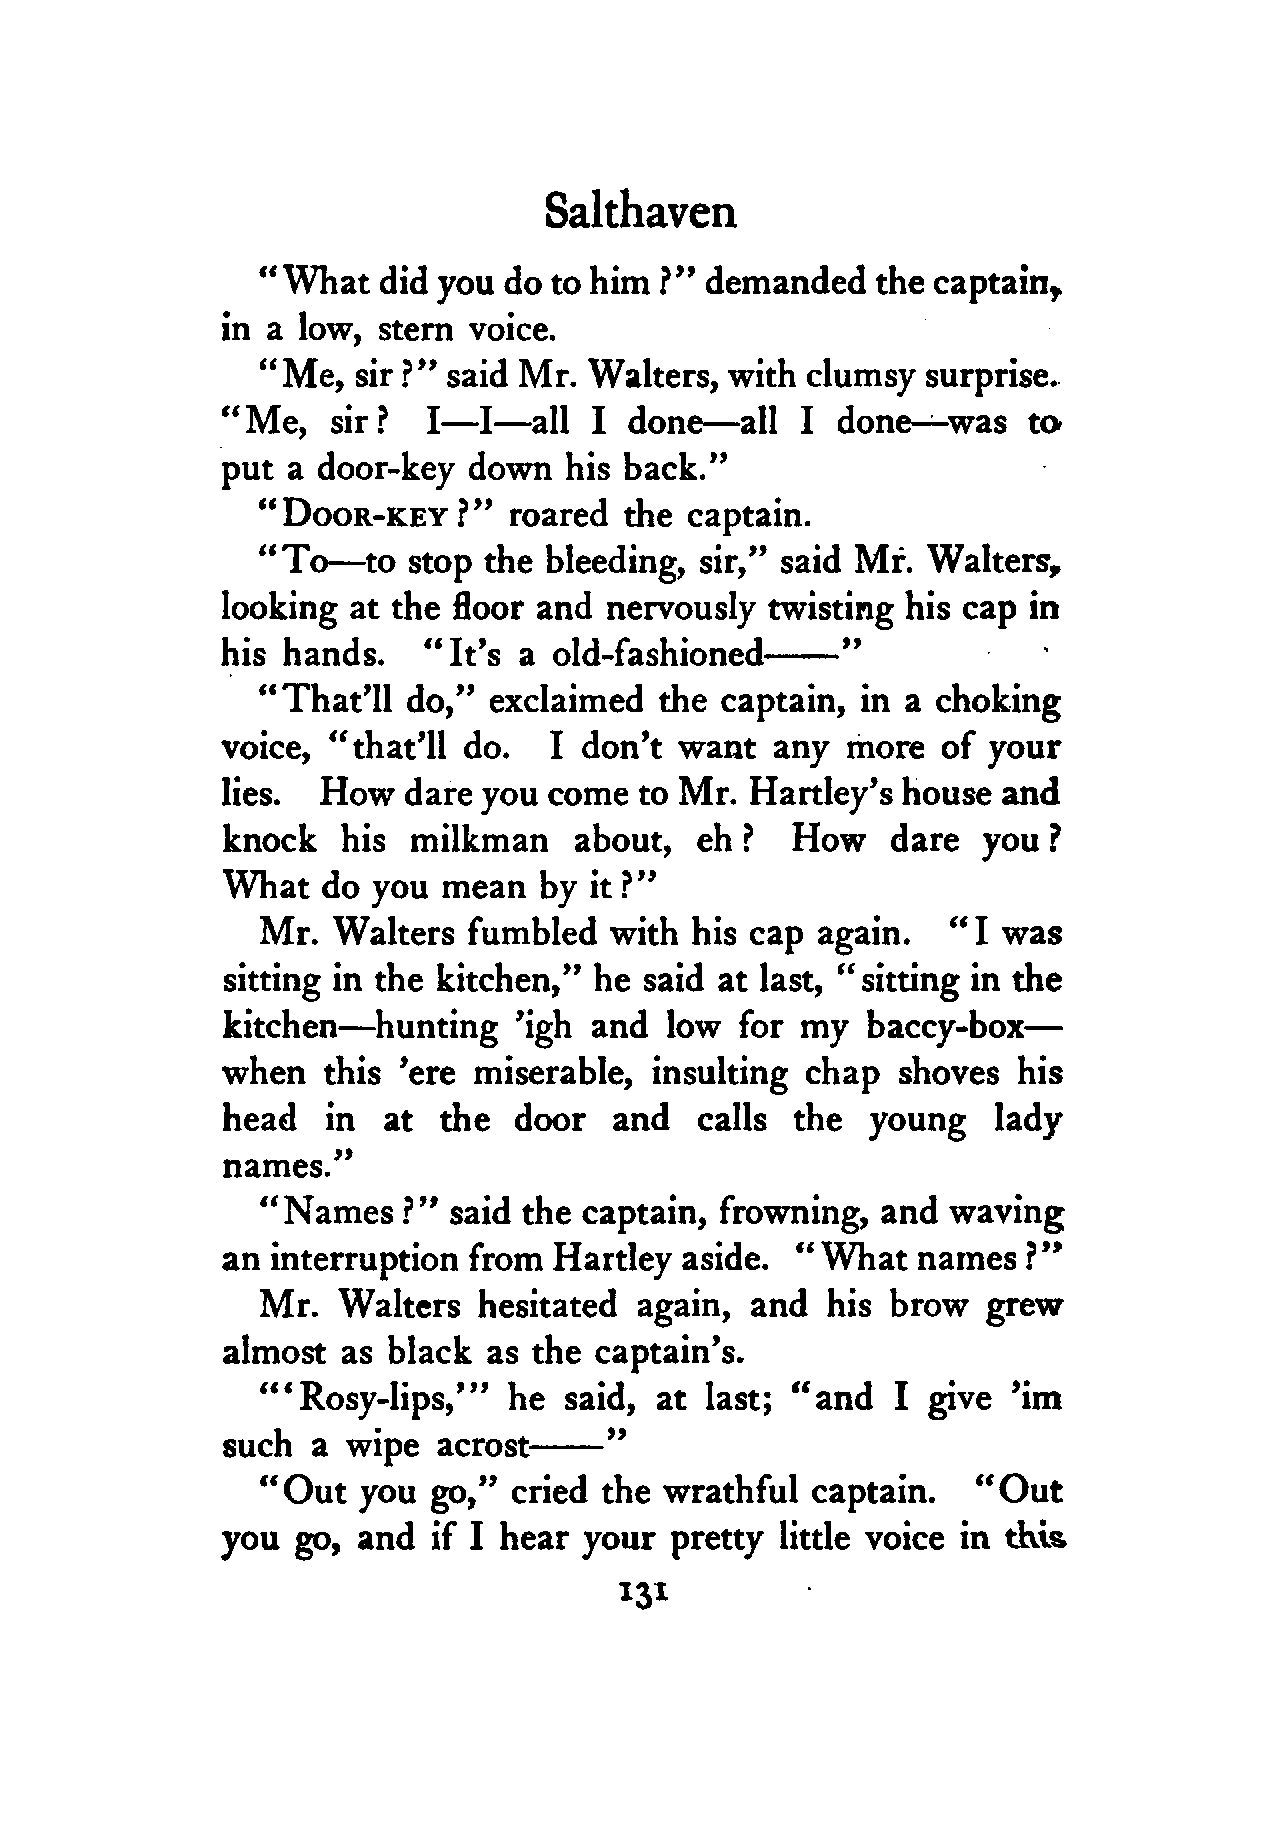 Salthaven
“What did you do to him?” demanded the captain,
in a low, stern voice.
“Me, sir?” said Mr. Walters, with clumsy surprise.
“Me, sir? I—I—all I done—all I done—was to
put a door-key down his back.”
“DOOR-KEY?” roared the captain.
“To—to stop the bleeding, sir,” said Mr. Walters,
looking at the floor and nervously twisting his cap in
his hands. “It’s a old-fashioned——”
“That’ll do,” exclaimed the captain, in a choking
voice, “that’ll do. I don’t want any more of your
lies. How dare you come to Mr. Hartley’s house and
knock his milkman about, eh? How dare you?
What do you mean by it?”
Mr. Walters fumbled with his cap again. “I was
sitting in the kitchen,” he said at last, “sitting in the
kitchen—hunting ’igh and low for my baccy-box—
when this ’ere miserable, insulting chap shoves his
head in at the door and calls the young lady
names.”
“Names?” said the captain, frowning, and waving
an interruption from Hartley aside. “What names?”
Mr. Walters hesitated again, and his brow grew
almost as black as the captain’s.
“‘Rosy-lips,’” he said, at last; “and I give ’im
such a wipe acrost——”
“Out you go,” cried the wrathful captain. “Out
you go, and if I hear your pretty little voice in this
131